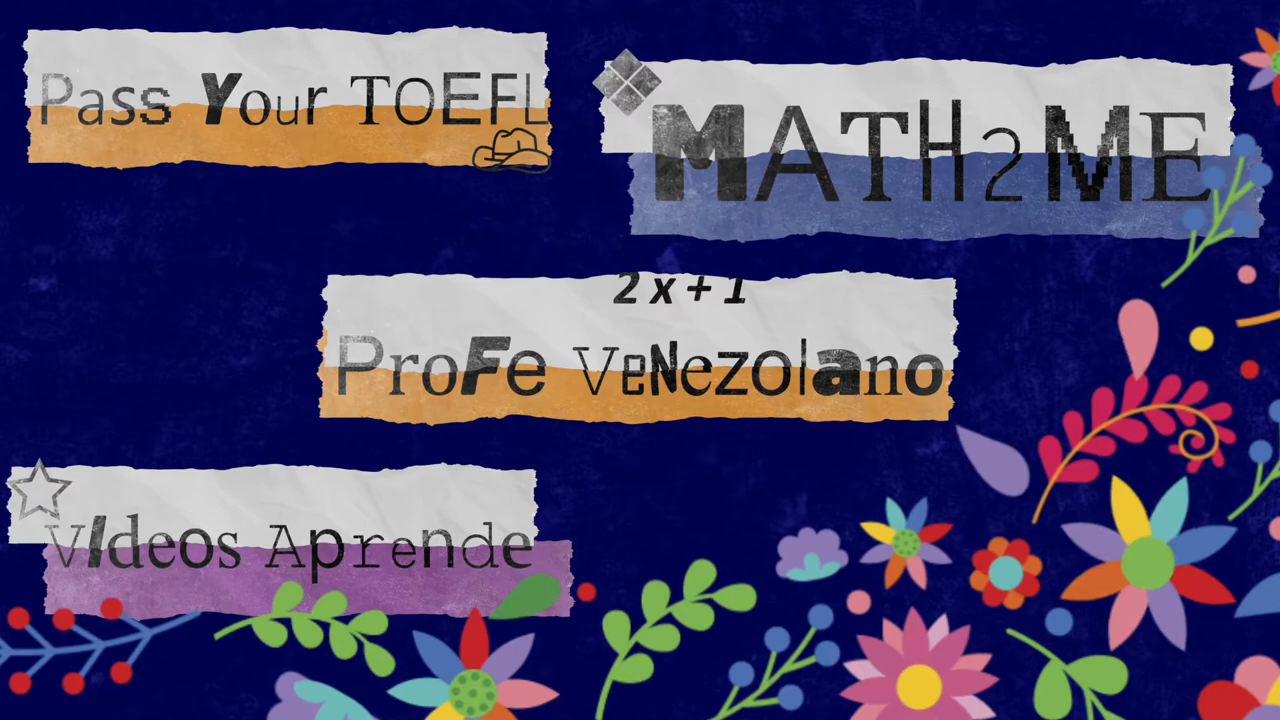 Pass Your TOEFL
MATH2ME
2x+1
ProFe VeNezolano
VIdeos Aprende